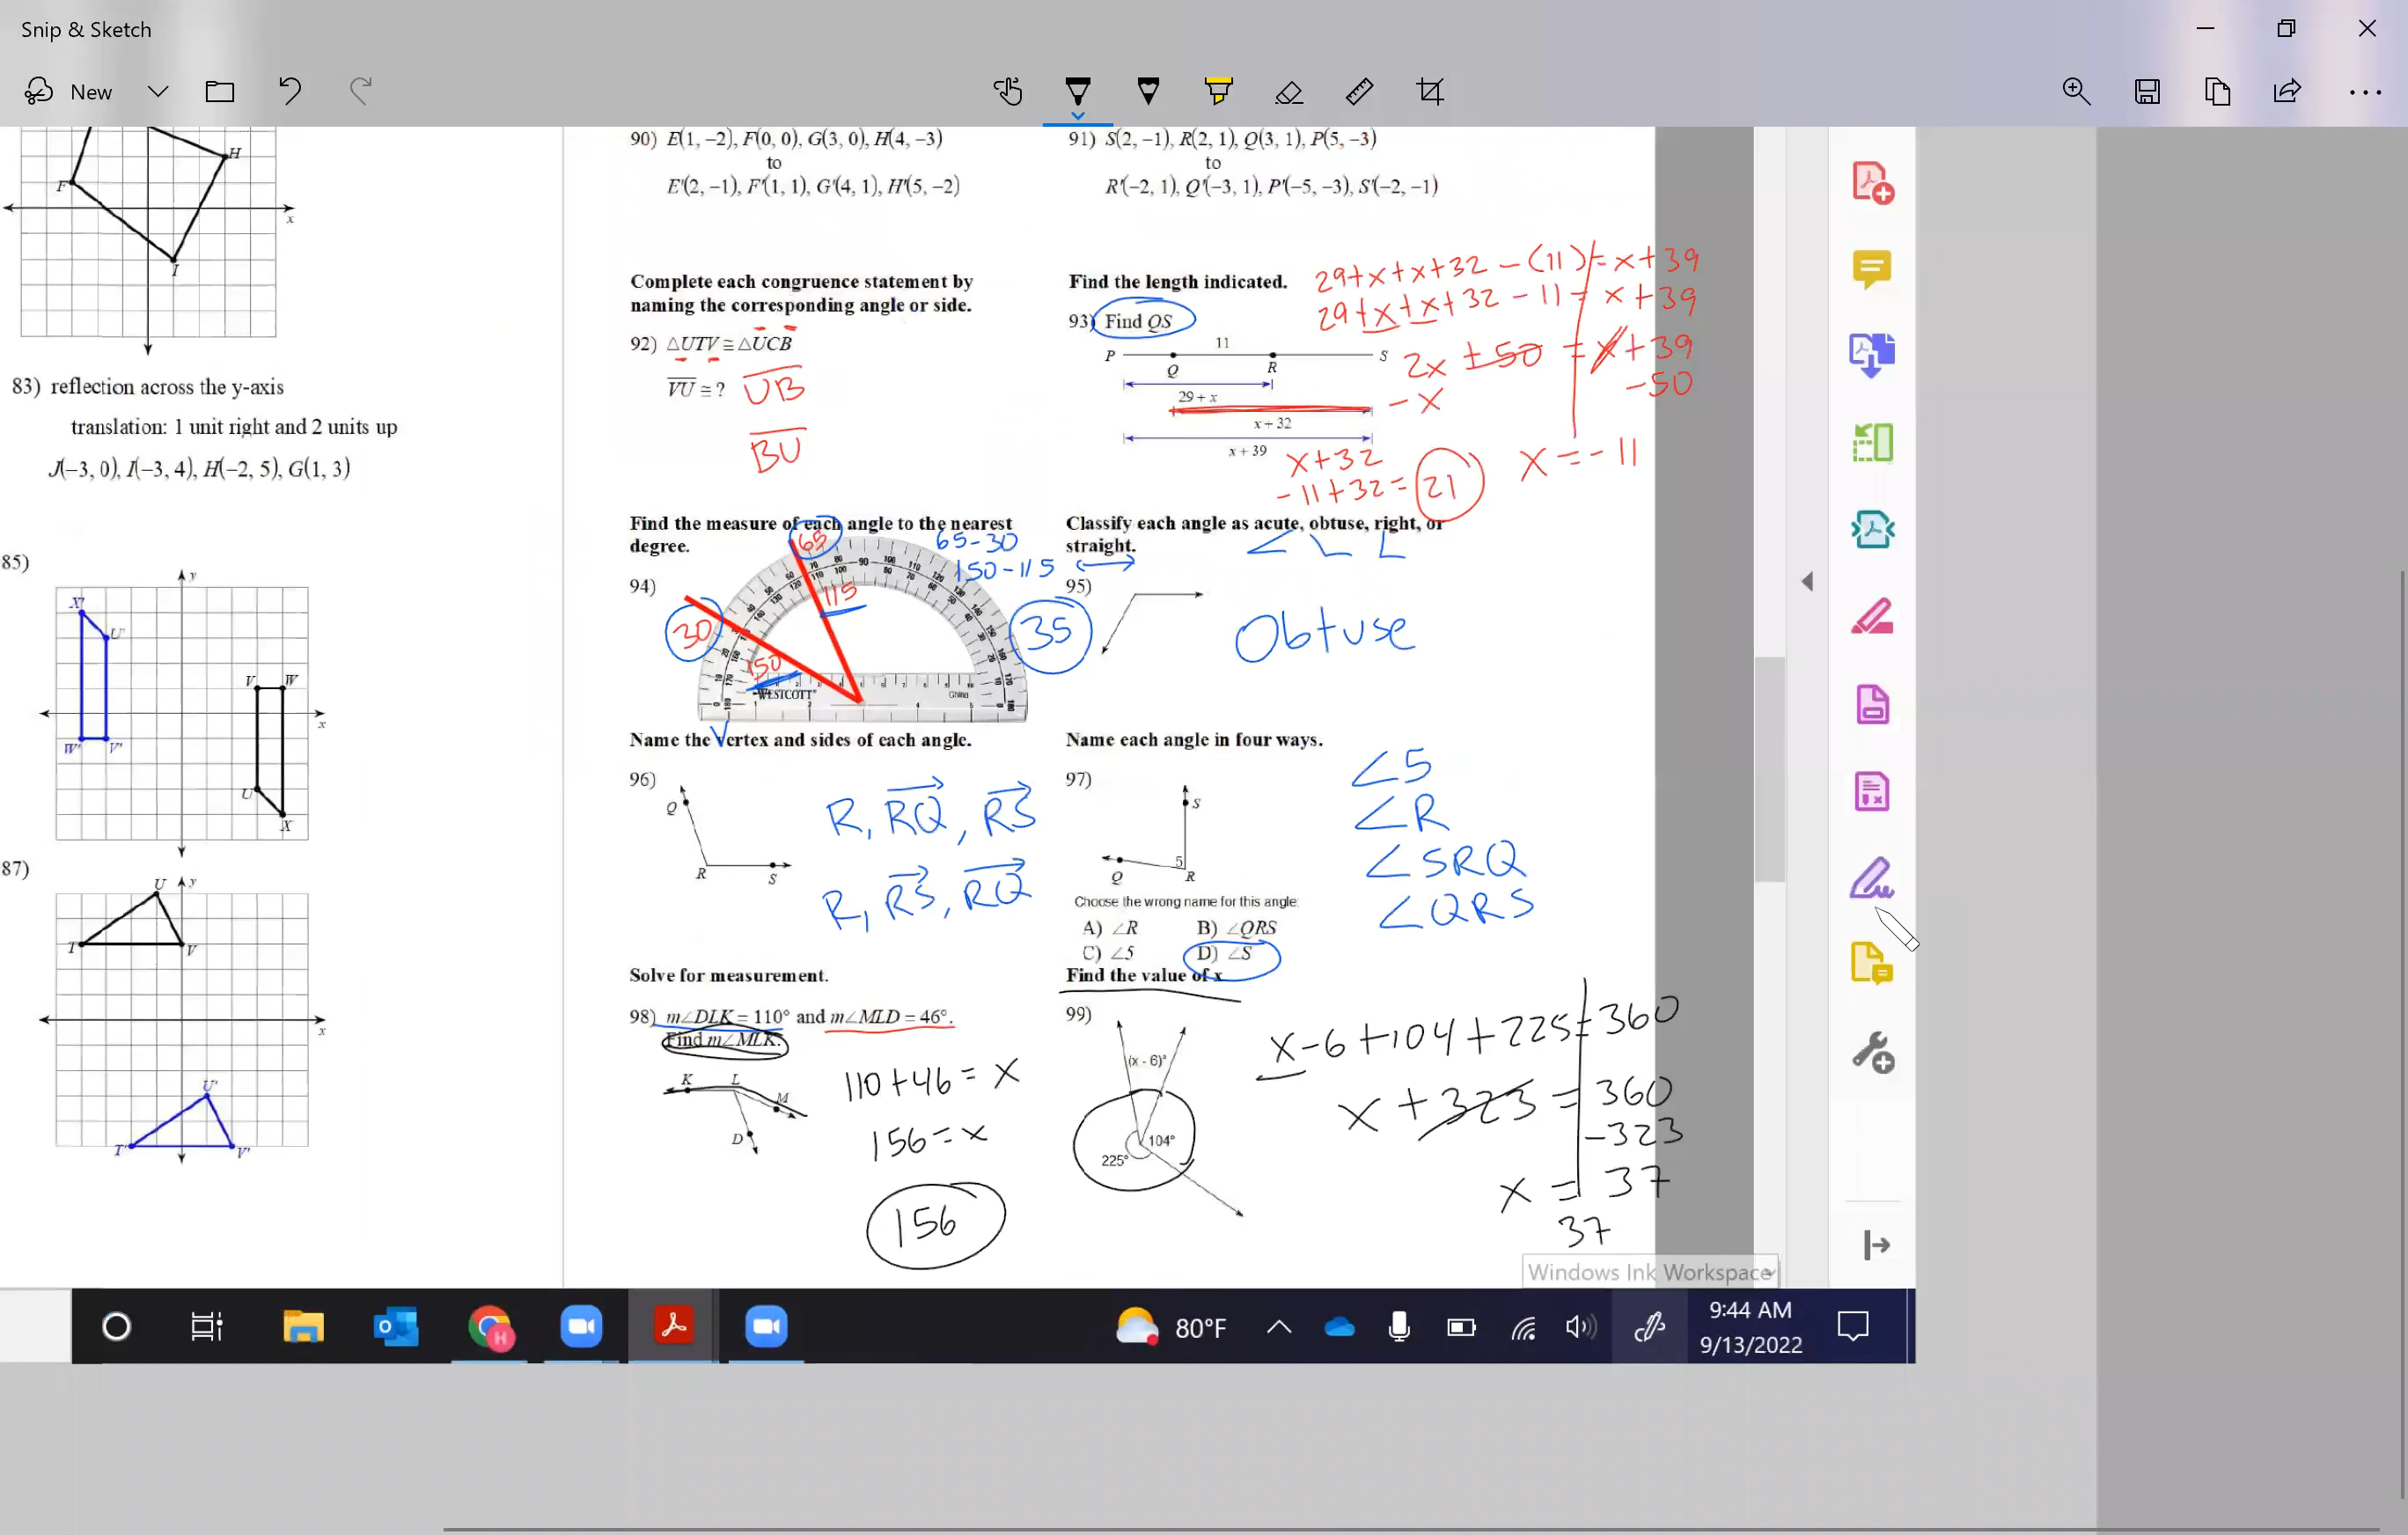 Snip & Sketch
New
H
F
x
I
83) reflection across the y-axis
translation: 1 unit right and 2 units up
J(−3, 0), I(−3, 4), H(−2, 5), G(1, 3)
85)
y
X'
U'
V W
x
W' V'
U
X
87)
U y
T
V
x
U'
T'
V'
90) E(1, −2), F(0, 0), G(3, 0), H(4, −3)
to
E'(2, −1), F'(1, 1), G'(4, 1), H'(5, −2)
91) S(2, −1), R(2, 1), Q(3, 1), P(5, −3)
to
R'(−2, 1), Q'(−3, 1), P'(−5, −3), S'(−2, −1)
Complete each congruence statement by
naming the corresponding angle or side.
92) △UTV ≅ △UCB
VU ≅ ?
UB
BU
Find the length indicated.
93) Find QS
P
11
S
Q
R
29 + x
x + 32
x + 39
29+x+x+32-(11)=x+39
29+x+x+32-11=x+39
2x+50=x+39
-x -50
x=-11
x+32
-11+32=21
Find the measure of each angle to the nearest
degree.
94)
65
65-30
150-115
115
30
150
35
WESTCOTT
China
Classify each angle as acute, obtuse, right, or
straight.
95)
Obtuse
Name the vertex and sides of each angle.
96)
Q
R
S
R, RQ, RS
R, RS, RQ
Name each angle in four ways.
97)
S
5
Q
R
∠5
∠R
∠SRQ
∠QRS
Choose the wrong name for this angle:
A) ∠R B) ∠QRS
C) ∠5 D) ∠S
Solve for measurement.
98) m∠DLK = 110° and m∠MLD = 46°.
Find m∠MLK.
K
L
M
D
110+46=x
156=x
156
Find the value of x
99)
(x - 6)°
104°
225°
x-6+104+225=360
x+323=360
-323
x=37
37
Windows Ink Workspace
80°F
9:44 AM
9/13/2022